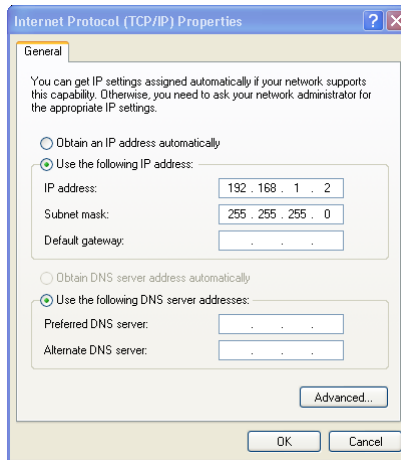 Internet Protocol (TCP/IP) Properties
General
You can get IP settings assigned automatically if your network supports
this capability. Otherwise, you need to ask your network administrator for
the appropriate IP settings.
Obtain an IP address automatically
Use the following IP address:
IP address: 192 . 168 . 1 . 2
Subnet mask: 255 . 255 . 255 . 0
Default gateway: . . .
Obtain DNS server address automatically
Use the following DNS server addresses:
Preferred DNS server: . . .
Alternate DNS server: . . .
Advanced...
OK Cancel